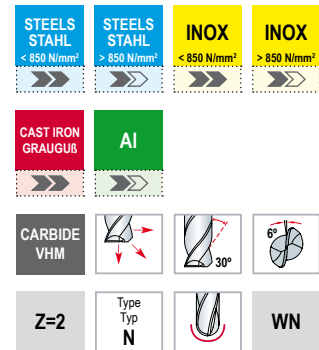 STEELS
STAHL
< 850 N/mm²
STEELS
STAHL
> 850 N/mm²
INOX
< 850 N/mm²
INOX
> 850 N/mm²
CAST IRON
GRAUGUß
Al
CARBIDE
VHM
30°
6°
Z=2
Type
Typ
N
WN